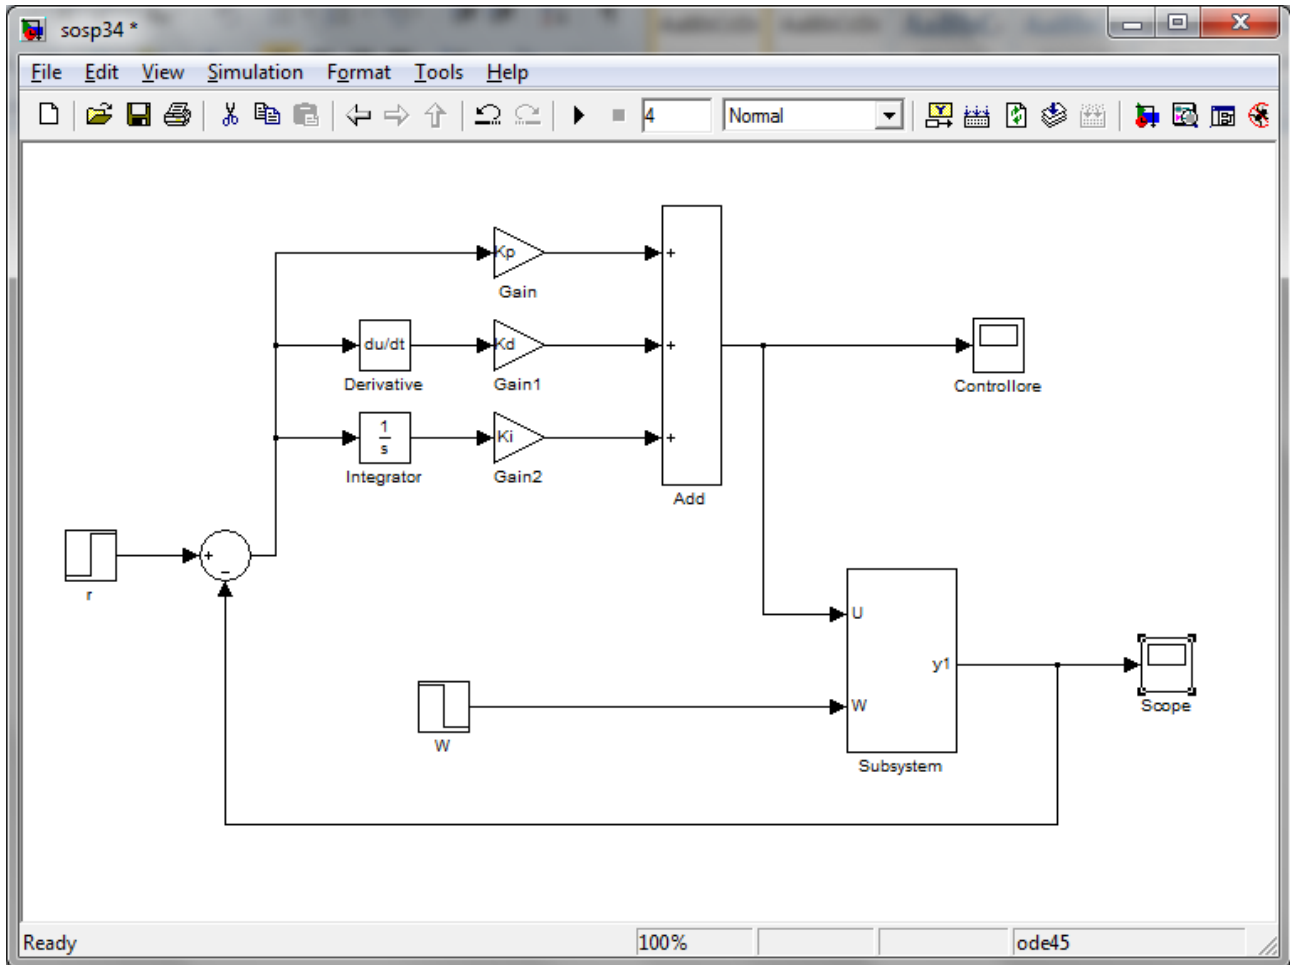 sosp34 *
File Edit View Simulation Format Tools Help
4 Normal
Kp
Gain
du/dt
Derivative
Kd
Gain1
1
s
Integrator
Ki
Gain2
+
+
+
Add
Controllore
r
+
−
W
U
W
y1
Subsystem
Scope
Ready 100% ode45